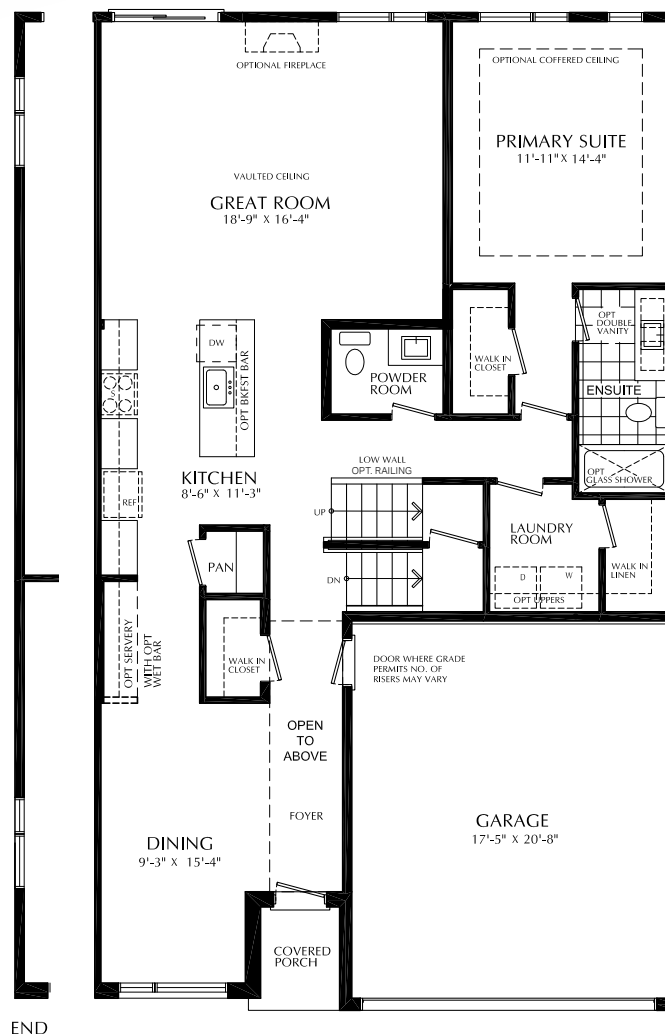 OPTIONAL FIREPLACE
OPTIONAL COFFERED CEILING
PRIMARY SUITE
11'-11" X 14'-4"
VAULTED CEILING
GREAT ROOM
18'-9" X 16'-4"
DW
OPT BKFST BAR
POWDER
ROOM
WALK IN
CLOSET
OPT
DOUBLE
VANITY
ENSUITE
OPT
GLASS SHOWER
LOW WALL
OPT. RAILING
KITCHEN
8'-6" X 11'-3"
REF
UP
LAUNDRY
ROOM
PAN
DN
D
W
OPT UPPERS
WALK IN
LINEN
OPT SERVERY
WITH OPT
WET BAR
WALK IN
CLOSET
DOOR WHERE GRADE
PERMITS NO. OF
RISERS MAY VARY
OPEN
TO
ABOVE
FOYER
GARAGE
17'-5" X 20'-8"
DINING
9'-3" X 15'-4"
COVERED
PORCH
END